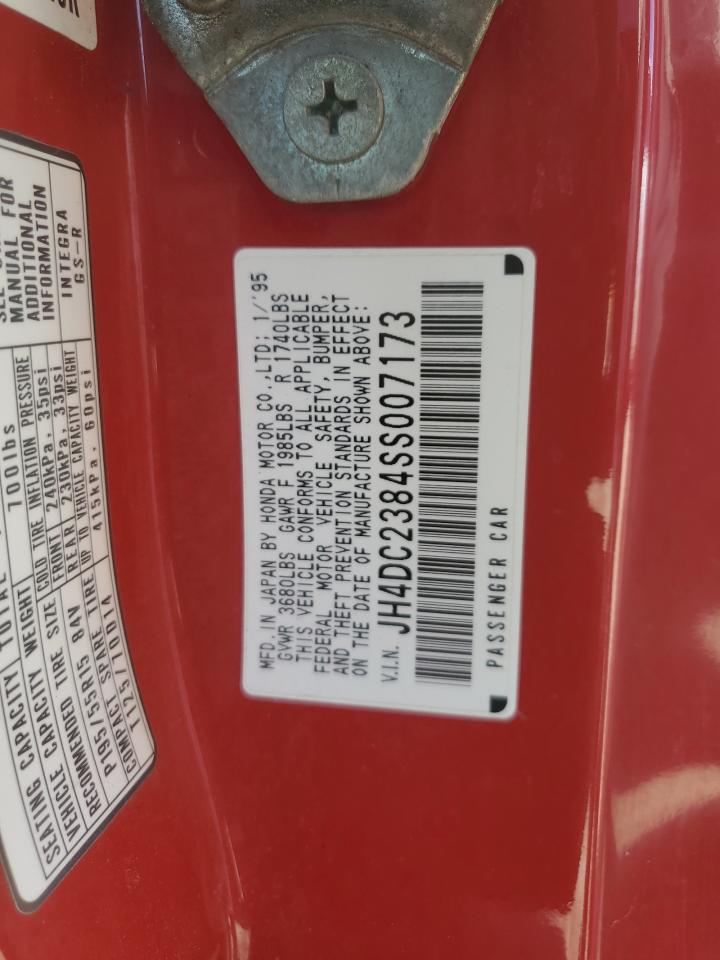 SEE
MANUAL FOR
ADDITIONAL
INFORMATION
INTEGRA
GS-R
SEATING CAPACITY TOTAL
VEHICLE CAPACITY WEIGHT 700lbs
RECOMMENDED TIRE SIZE COLD TIRE INFLATION PRESSURE
P195/55R15 84V FRONT 240kPa, 35psi
REAR 230kPa, 33psi
COMPACT SPARE TIRE UP TO VEHICLE CAPACITY WEIGHT
125/70D14 415kPa, 60psi
MFD. IN JAPAN BY HONDA MOTOR CO.,LTD; 1/'95
GVWR 3680LBS GAWR F 1985LBS R 1740LBS
THIS VEHICLE CONFORMS TO ALL APPLICABLE
FEDERAL MOTOR VEHICLE SAFETY, BUMPER,
AND THEFT PREVENTION STANDARDS IN EFFECT
ON THE DATE OF MANUFACTURE SHOWN ABOVE:
V.I.N. JH4DC2384SS007173
PASSENGER CAR